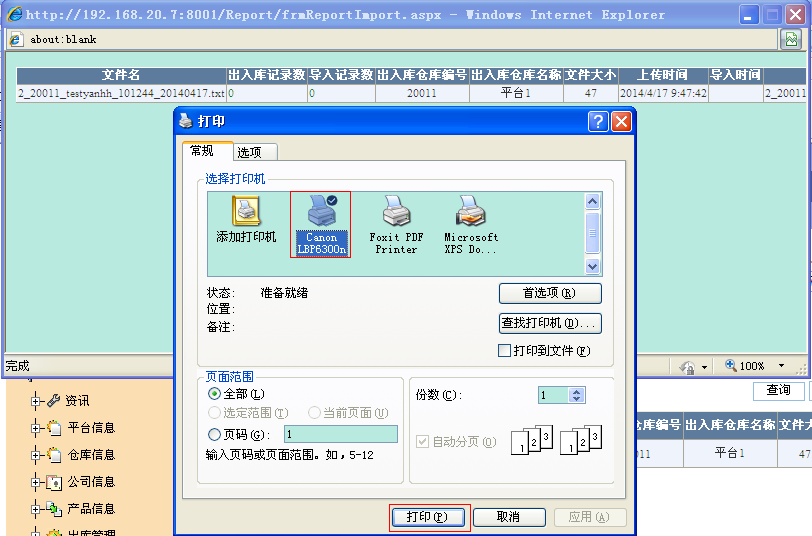 http://192.168.20.7:8001/Report/frmReportImport.aspx - Windows Internet Explorer
about:blank
文件名 出入库记录数 导入记录数 出入库仓库编号 出入库仓库名称 文件大小 上传时间 导入时间
2_20011_testyanhh_101244_20140417.txt 0 0 20011 平台1 47 2014/4/17 9:47:42 2_20011
打印
常规 选项
选择打印机
添加打印机
Canon LBP6300n
Foxit PDF Printer
Microsoft XPS Do...
状态: 准备就绪
位置:
备注:
首选项(R)
查找打印机(D)...
打印到文件(F)
页面范围
全部(L)
选定范围(T) 当前页面(U)
页码(G): 1
输入页码或页面范围。如,5-12
份数(C): 1
自动分页(O)
1 2 3 1 2 3
打印(P) 取消 应用(A)
完成
100%
资讯
平台信息
仓库信息
公司信息
产品信息
出库管理
查询
仓库编号 出入库仓库名称 文件大
011 平台1 47